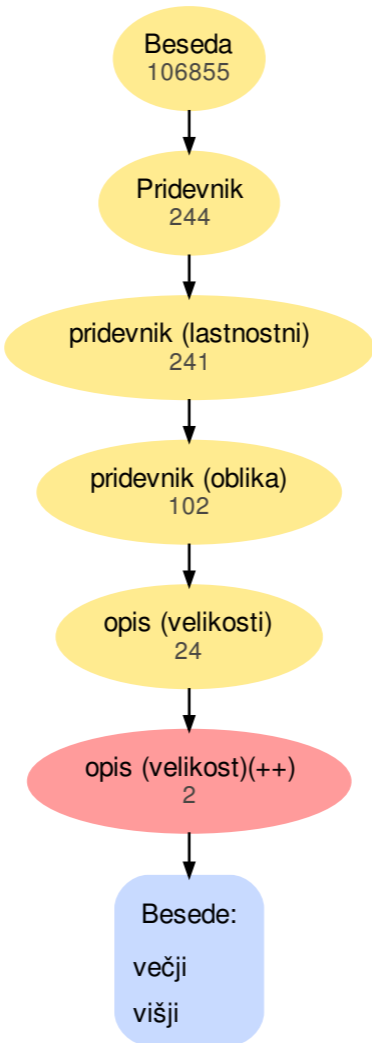 Beseda
106855
Pridevnik
244
pridevnik (lastnostni)
241
pridevnik (oblika)
102
opis (velikosti)
24
opis (velikost)(++)
2
Besede:
večji
višji